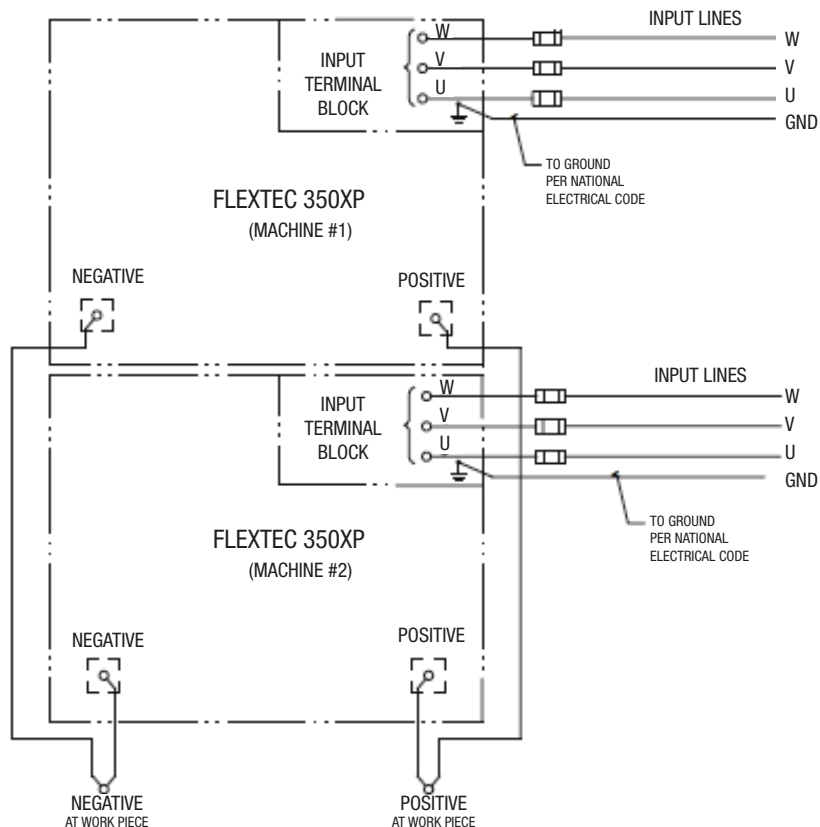 INPUT LINES
W
W
INPUT
TERMINAL
BLOCK
V
V
U
U
GND
TO GROUND
PER NATIONAL
ELECTRICAL CODE
FLEXTEC 350XP
(MACHINE #1)
NEGATIVE
POSITIVE
INPUT LINES
W
W
INPUT
TERMINAL
BLOCK
V
V
U
U
GND
TO GROUND
PER NATIONAL
ELECTRICAL CODE
FLEXTEC 350XP
(MACHINE #2)
NEGATIVE
POSITIVE
NEGATIVE
AT WORK PIECE
POSITIVE
AT WORK PIECE